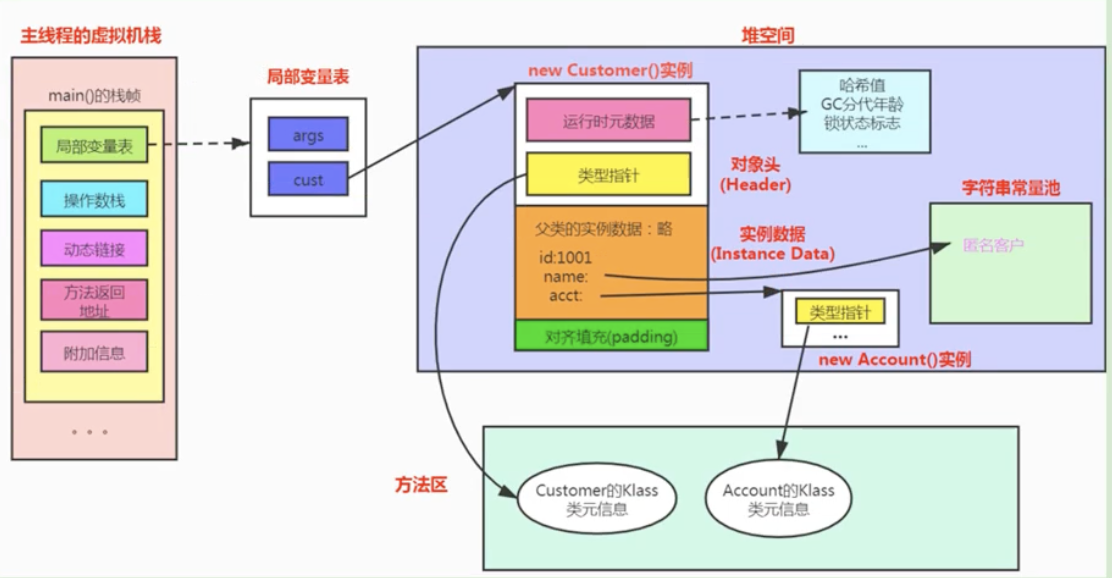 主线程的虚拟机栈
main()的栈帧
局部变量表
操作数栈
动态链接
方法返回
地址
附加信息
。。。
局部变量表
args
cust
堆空间
new Customer()实例
运行时元数据
类型指针
对象头
(Header)
哈希值
GC分代年龄
锁状态标志
...
父类的实例数据：略
id:1001
name:
acct:
实例数据
(Instance Data)
对齐填充(padding)
字符串常量池
匿名客户
类型指针
...
new Account()实例
方法区
Customer的Klass
类元信息
Account的Klass
类元信息